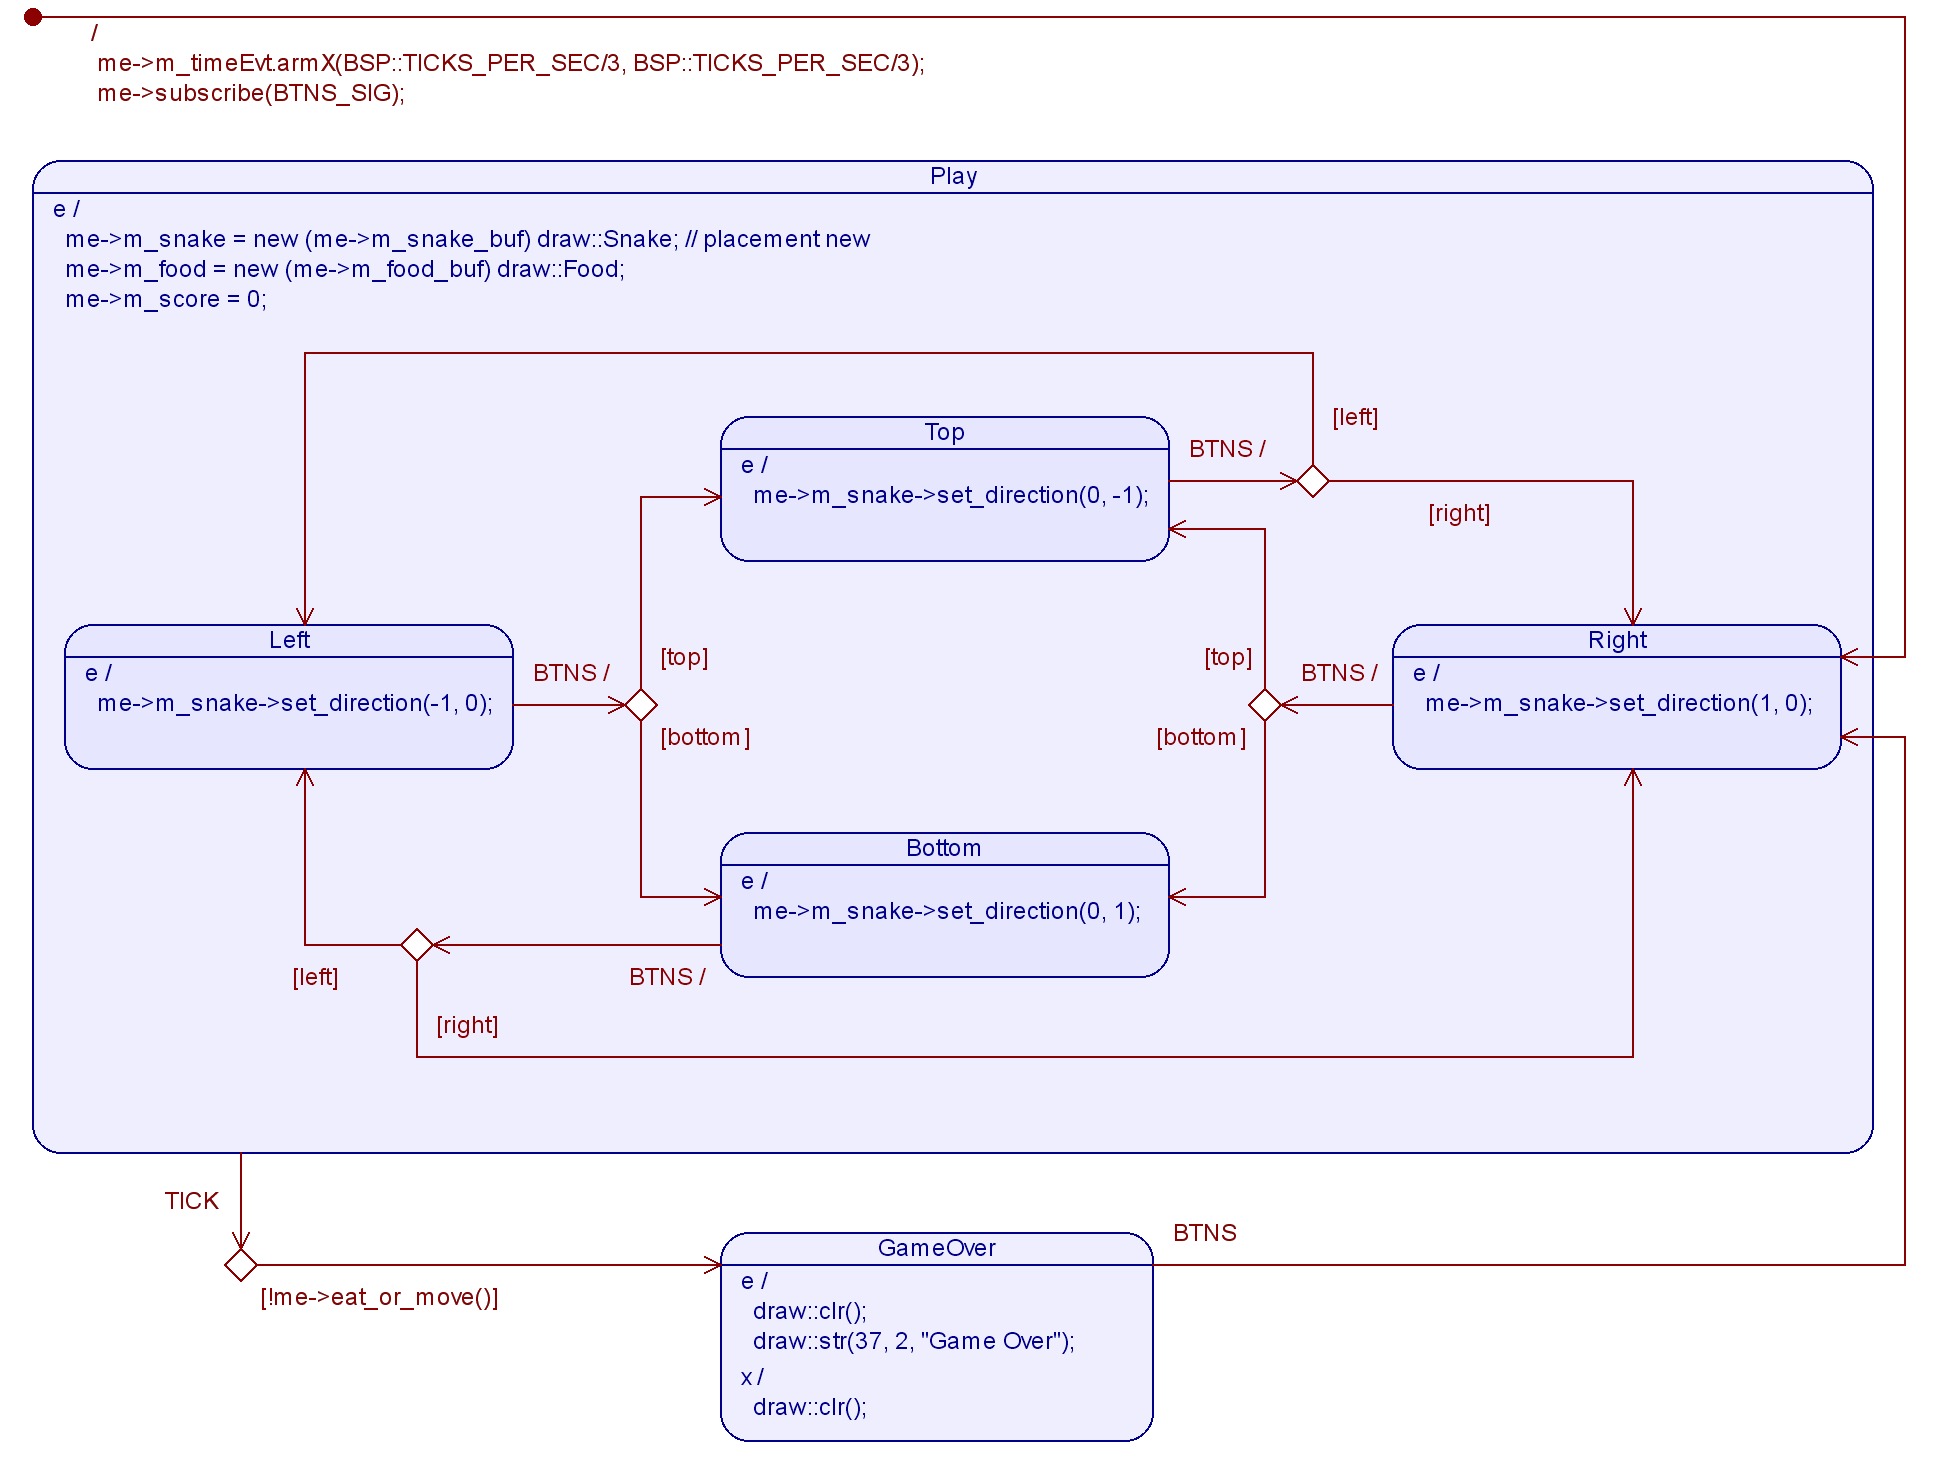 /
me->m_timeEvt.armX(BSP::TICKS_PER_SEC/3, BSP::TICKS_PER_SEC/3);
me->subscribe(BTNS_SIG);
Play
e /
me->m_snake = new (me->m_snake_buf) draw::Snake; // placement new
me->m_food = new (me->m_food_buf) draw::Food;
me->m_score = 0;
[left]
Top
BTNS /
e /
me->m_snake->set_direction(0, -1);
[right]
Left
e /
me->m_snake->set_direction(-1, 0);
BTNS /
[top]
[bottom]
[top]
[bottom]
BTNS /
Right
e /
me->m_snake->set_direction(1, 0);
Bottom
e /
me->m_snake->set_direction(0, 1);
BTNS /
[left]
[right]
TICK
[!me->eat_or_move()]
GameOver
e /
draw::clr();
draw::str(37, 2, "Game Over");
x /
draw::clr();
BTNS